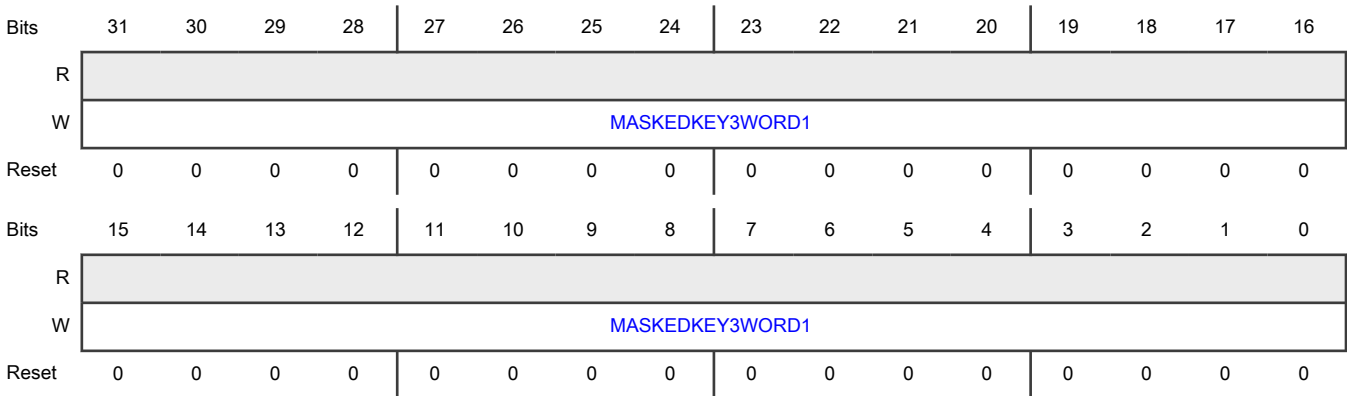 Bits 31 30 29 28 27 26 25 24 23 22 21 20 19 18 17 16
R
W MASKEDKEY3WORD1
Reset 0 0 0 0 0 0 0 0 0 0 0 0 0 0 0 0
Bits 15 14 13 12 11 10 9 8 7 6 5 4 3 2 1 0
R
W MASKEDKEY3WORD1
Reset 0 0 0 0 0 0 0 0 0 0 0 0 0 0 0 0